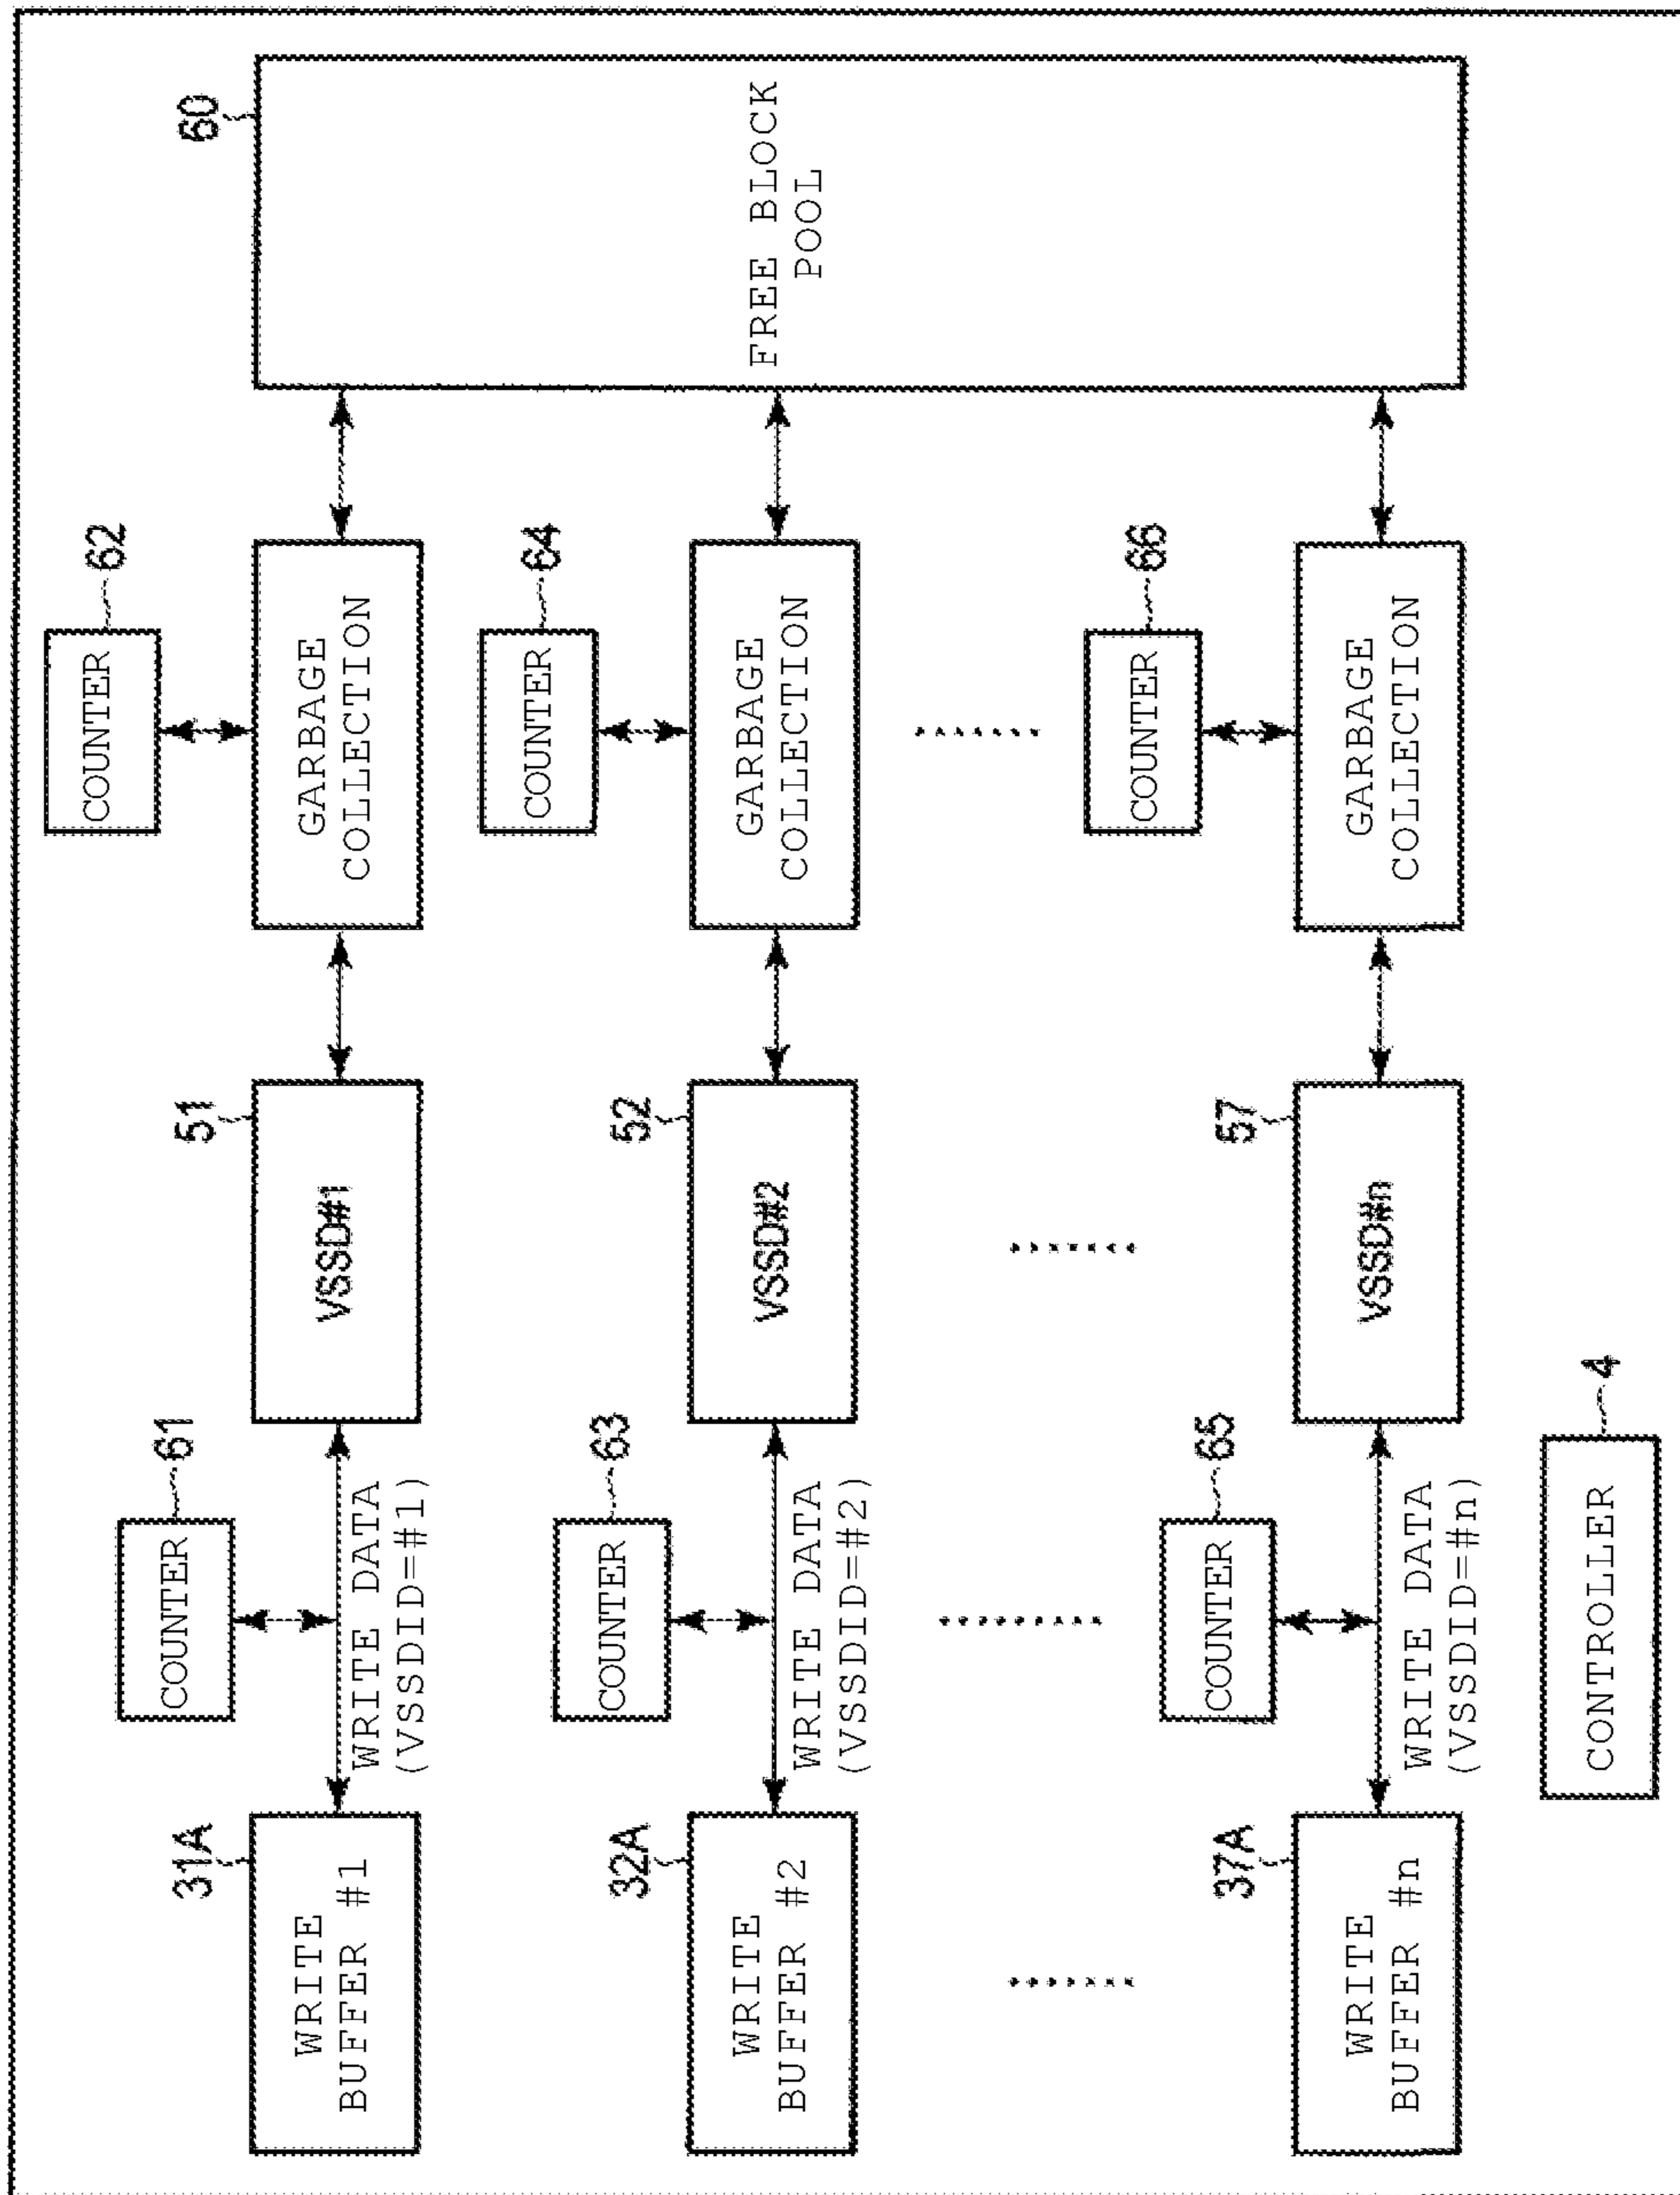 31A
WRITE
BUFFER #1
61
COUNTER
WRITE DATA
(VSSDID=#1)
51
VSSD#1
62
COUNTER
GARBAGE
COLLECTION
60
FREE BLOCK
POOL
32A
WRITE
BUFFER #2
63
COUNTER
WRITE DATA
(VSSDID=#2)
52
VSSD#2
64
COUNTER
GARBAGE
COLLECTION
37A
WRITE
BUFFER #n
65
COUNTER
WRITE DATA
(VSSDID=#n)
57
VSSD#n
66
COUNTER
GARBAGE
COLLECTION
4
CONTROLLER